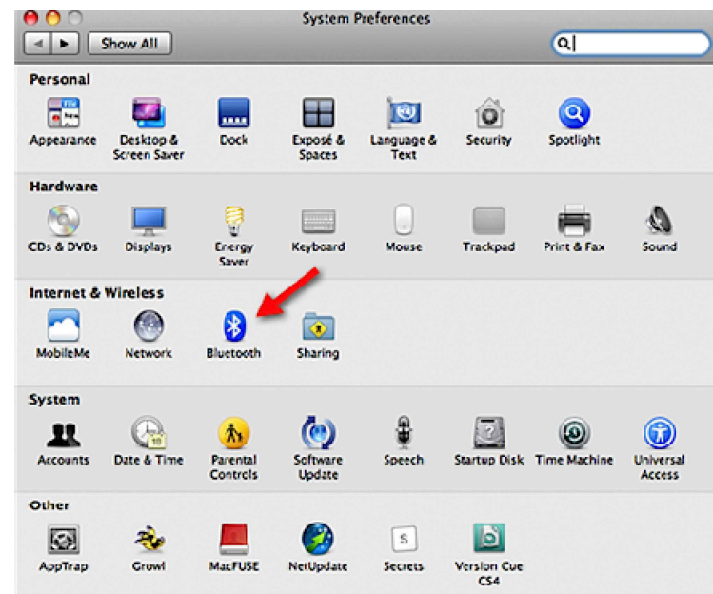 System Preferences
Show All
Personal
Appearance
Desktop & Screen Saver
Dock
Exposé & Spaces
Language & Text
Security
Spotlight
Hardware
CDs & DVDs
Displays
Energy Saver
Keyboard
Mouse
Trackpad
Print & Fax
Sound
Internet & Wireless
MobileMe
Network
Bluetooth
Sharing
System
Accounts
Date & Time
Parental Controls
Software Update
Speech
Startup Disk
Time Machine
Universal Access
Other
AppTrap
Growl
MacFUSE
NetUpdate
Secrets
Version Cue CS4